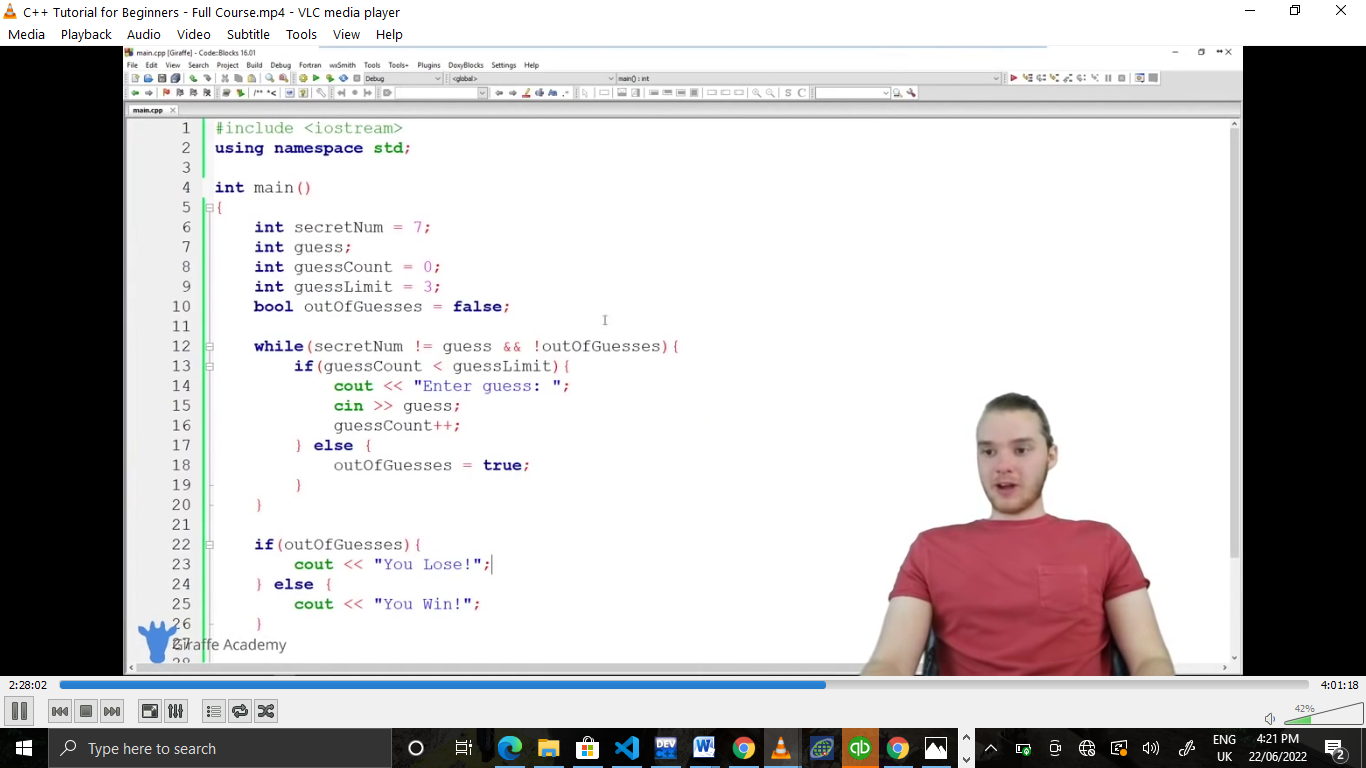 C++ Tutorial for Beginners - Full Course.mp4 - VLC media player
Media Playback Audio Video Subtitle Tools View Help
main.cpp [Giraffe] - Code::Blocks 16.01
File Edit View Search Project Build Debug Fortran wxSmith Tools Tools+ Plugins DoxyBlocks Settings Help
Debug <global> main() : int
/** *<
S C
main.cpp
1 #include <iostream>
2 using namespace std;
3
4 int main()
5 {
6 int secretNum = 7;
7 int guess;
8 int guessCount = 0;
9 int guessLimit = 3;
10 bool outOfGuesses = false;
11
12 while(secretNum != guess && !outOfGuesses){
13 if(guessCount < guessLimit){
14 cout << "Enter guess: ";
15 cin >> guess;
16 guessCount++;
17 } else {
18 outOfGuesses = true;
19 }
20 }
21
22 if(outOfGuesses){
23 cout << "You Lose!";
24 } else {
25 cout << "You Win!";
26 }
27
28
Giraffe Academy
2:28:02 4:01:18
42%
Type here to search
DEV
W
qb
ENG
UK
4:21 PM
22/06/2022
2